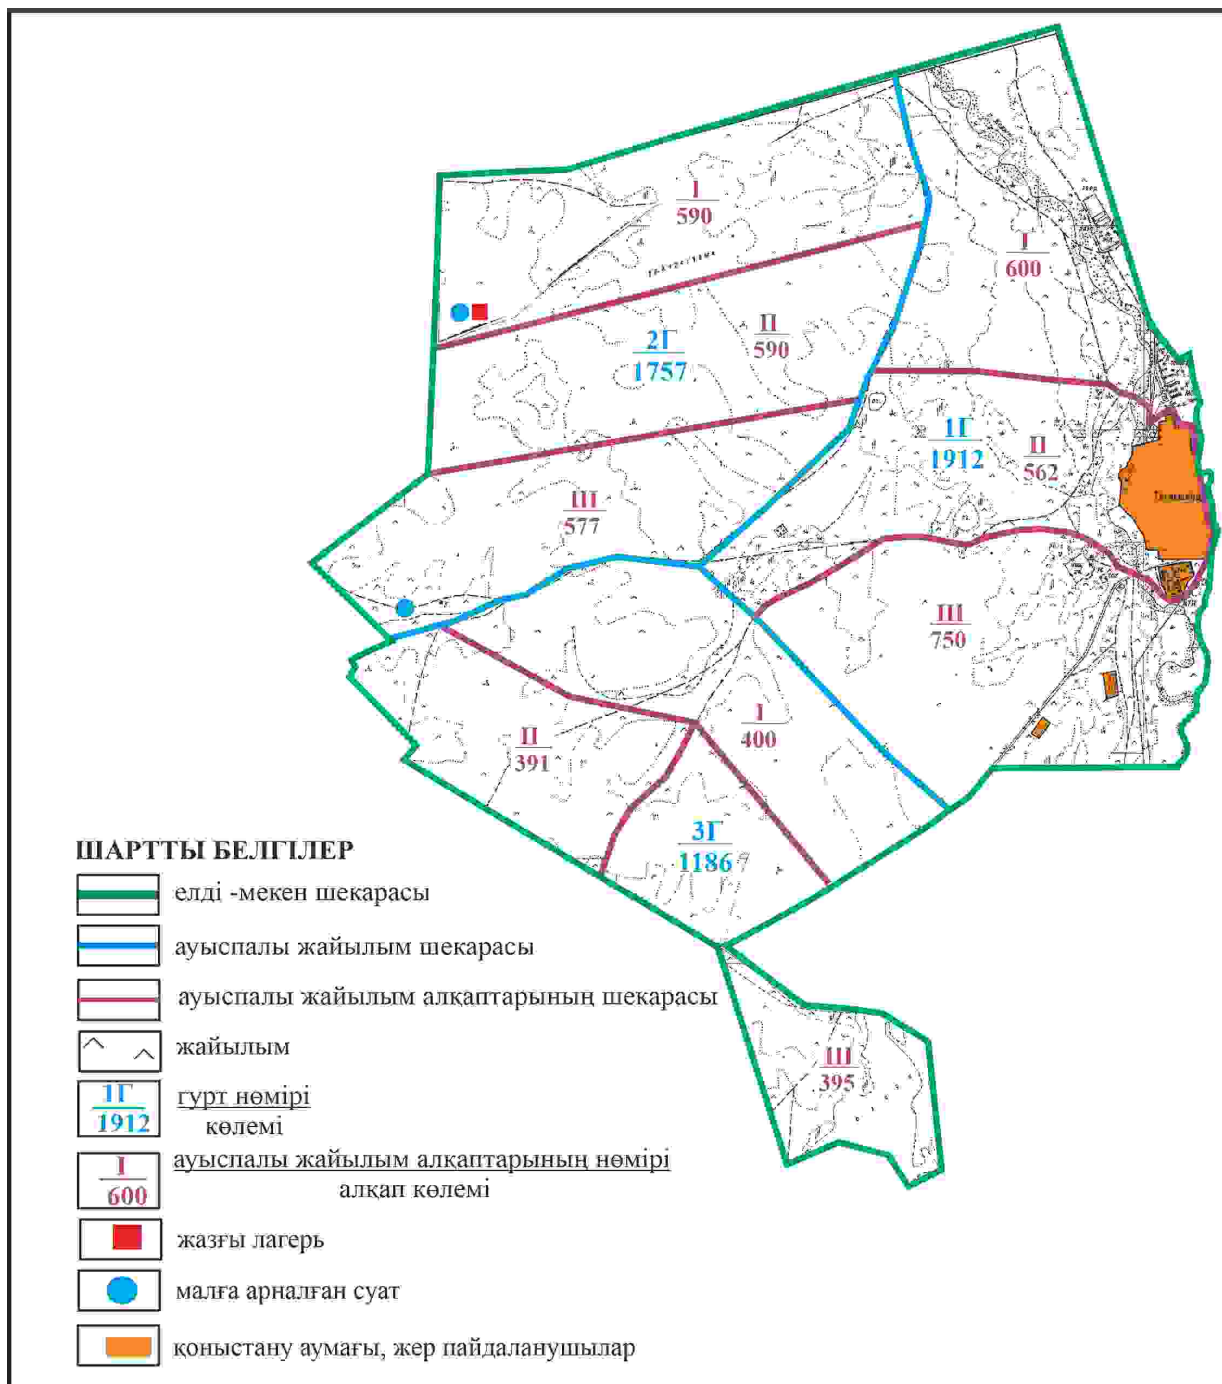 I
590
I
600
II
590
2Г
1757
1Г
1912
II
562
III
577
III
750
I
400
II
391
3Г
1186
III
395
ШАРТТЫ БЕЛГІЛЕР
елді -мекен шекарасы
ауыспалы жайылым шекарасы
ауыспалы жайылым алқаптарының шекарасы
жайылым
1Г
1912
гурт нөмірі
көлемі
I
600
ауыспалы жайылым алқаптарының нөмірі
алқап көлемі
жазғы лагерь
малға арналған суат
қоныстану аумағы, жер пайдаланушылар